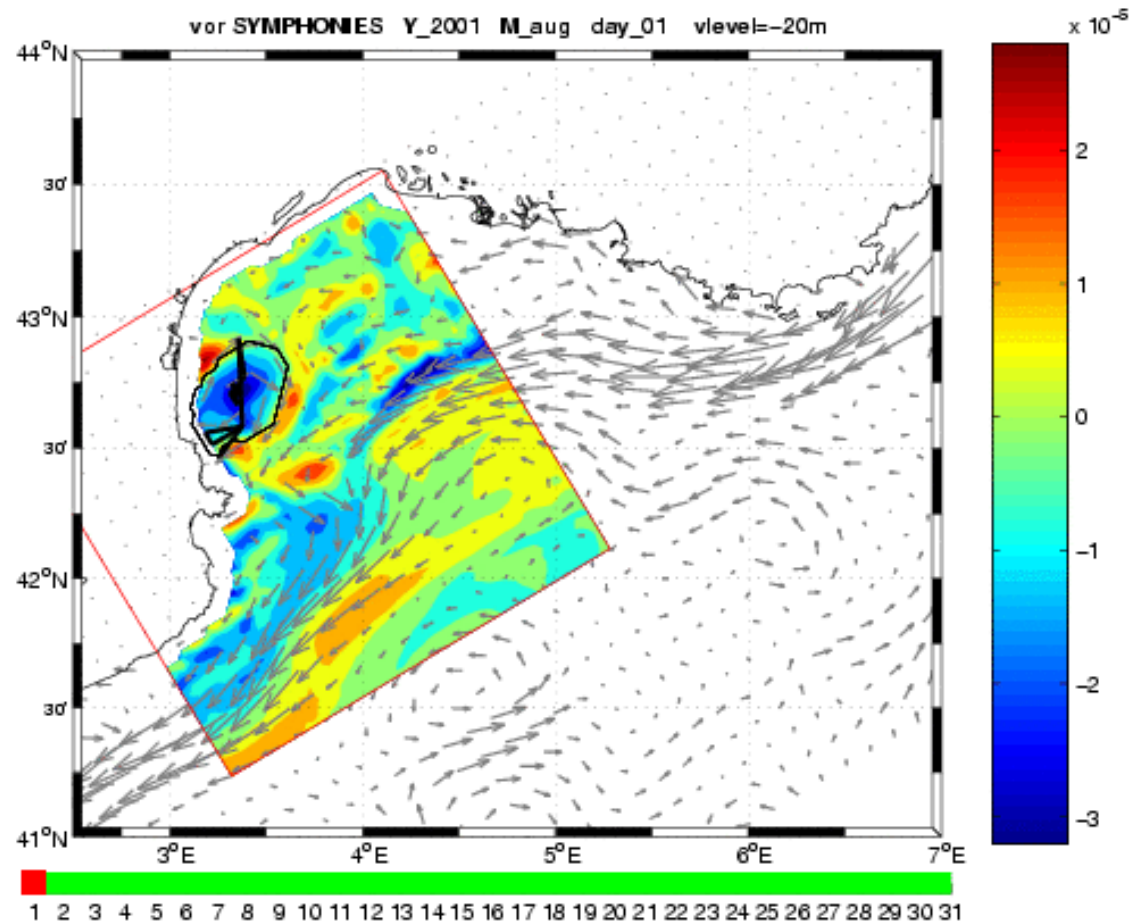 vor SYMPHONIES Y_2001 M_aug day_01 vlevel=−20m
x 10⁻⁵
44°N
30'
43°N
30'
42°N
30'
41°N
3°E 4°E 5°E 6°E 7°E
2
1
0
−1
−2
−3
1 2 3 4 5 6 7 8 9 10 11 12 13 14 15 16 17 18 19 20 21 22 23 24 25 26 27 28 29 30 31